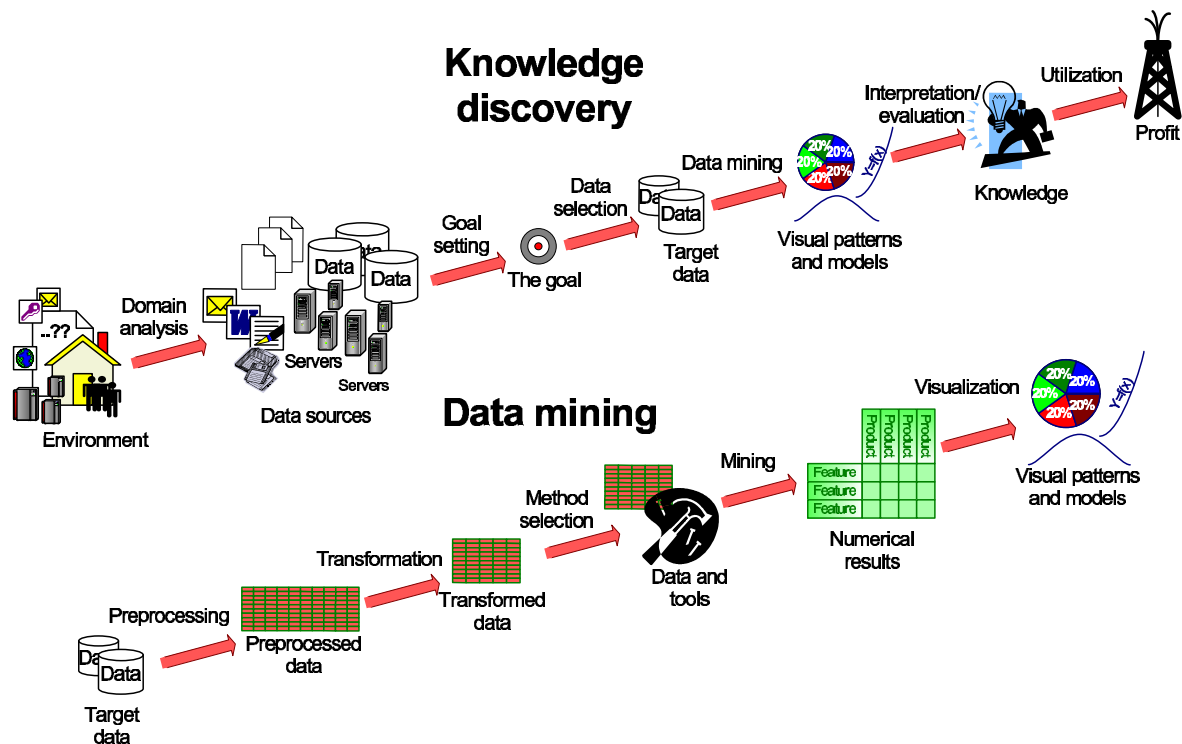 Knowledge
discovery
Environment
..??
Domain
analysis
W
Data
Data
Data
Servers
Servers
Data sources
Goal
setting
The goal
Data
selection
Data
Data
Target
data
Data mining
20%
20%
20%
20%
20%
Y=f(x)
Visual patterns
and models
Interpretation/
evaluation
Knowledge
Utilization
Profit
Data mining
Data
Data
Target
data
Preprocessing
Preprocessed
data
Transformation
Transformed
data
Method
selection
Data and
tools
Mining
Product
Product
Product
Product
Feature
Feature
Feature
Numerical
results
Visualization
20%
20%
20%
20%
20%
Y=f(x)
Visual patterns
and models